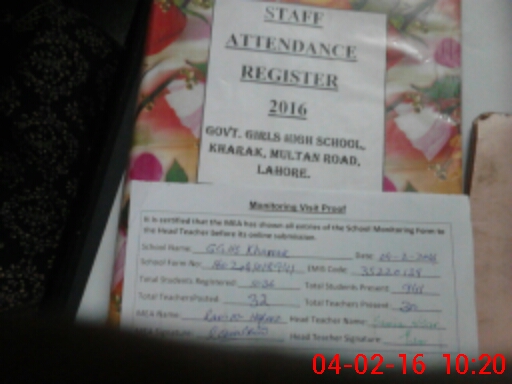 STAFF
ATTENDANCE
REGISTER
2016
GOVT. GIRLS HIGH SCHOOL,
KHARAK, MULTAN ROAD,
LAHORE.
Monitoring Visit Proof
It is certified that the MEA has shown all entries of the School Monitoring Form to
the Head Teacher before its online submission
School Name: GGHS Kharak Date:
School Form No: EMIS Code:
Total Students Registered: Total Students Present:
Total Teachers Posted: 32 Total Teachers Present: 30
MEA Name: Head Teacher Name:
MEA Signature: Head Teacher Signature
04-02-16 10:20